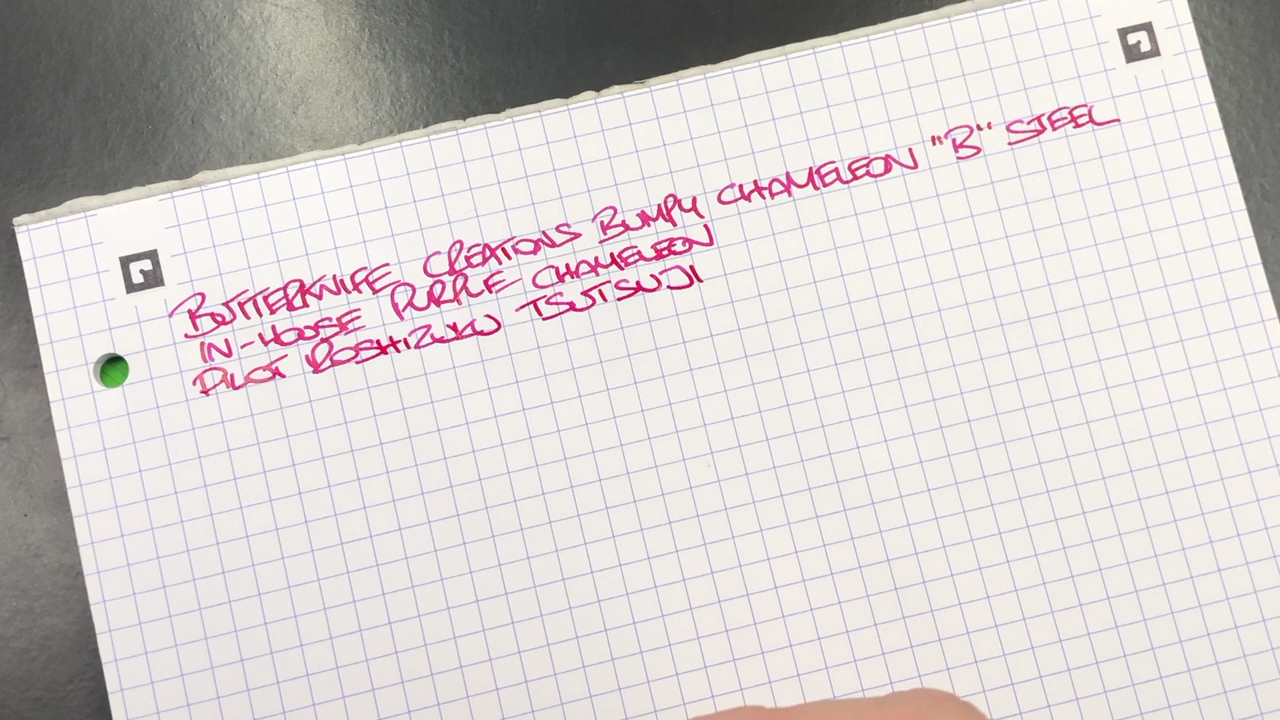 BUTTERKNIFE CREATIONS BUMPY CHAMELEON "B" STEEL
IN-HOUSE PURPLE CHAMELEON
PILOT IROSHIZUKU TSUTSUJI